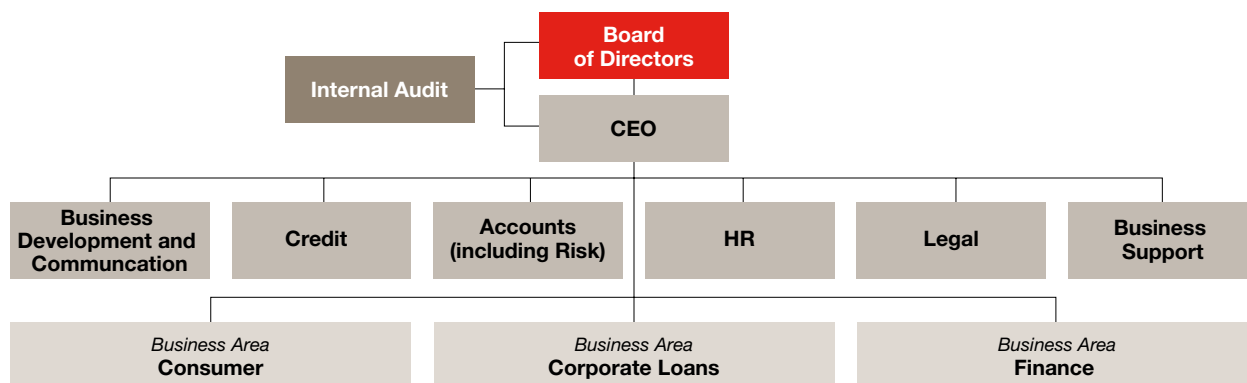 Board
of Directors
Internal Audit
CEO
Business
Development and
Communcation
Credit
Accounts
(including Risk)
HR
Legal
Business
Support
Business Area
Consumer
Business Area
Corporate Loans
Business Area
Finance